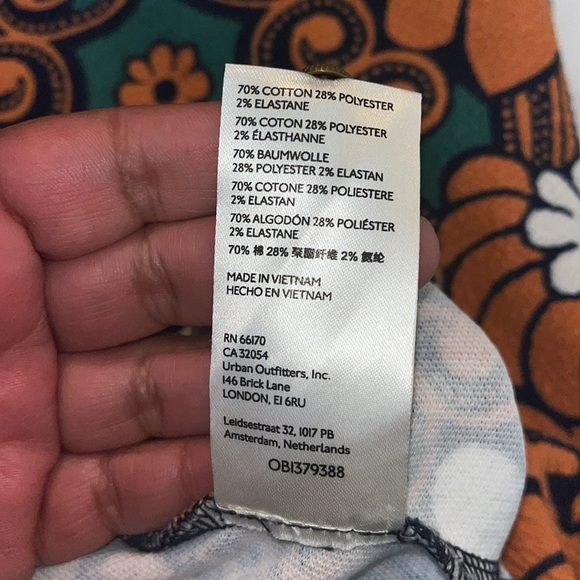 70% COTTON 28% POLYESTER
2% ELASTANE
70% COTON 28% POLYESTER
2% ÉLASTHANNE
70% BAUMWOLLE
28% POLYESTER 2% ELASTAN
70% COTONE 28% POLIESTERE
2% ELASTAN
70% ALGODÓN 28% POLIÉSTER
2% ELASTANE
70% 棉 28% 聚酯纤维 2% 氨纶
MADE IN VIETNAM
HECHO EN VIETNAM
RN 66170
CA 32054
Urban Outfitters, Inc.
146 Brick Lane
LONDON, E1 6RU
Leidsestraat 32, 1017 PB
Amsterdam, Netherlands
OB1379388